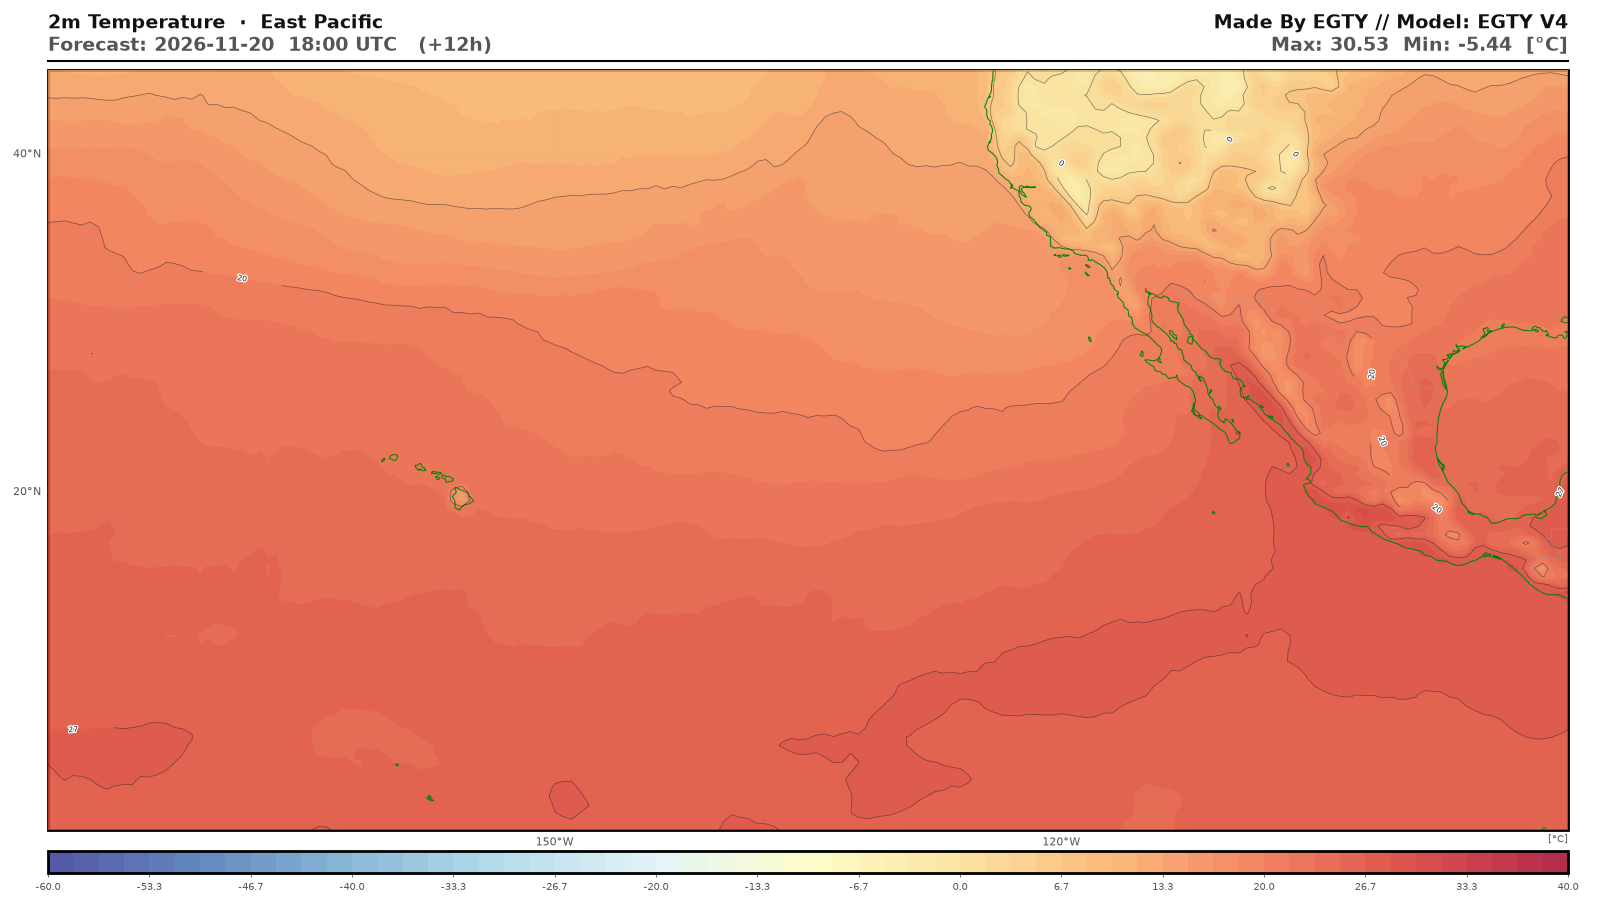 2m Temperature · East Pacific
Made By EGTY // Model: EGTY V4
Forecast: 2026-11-20 18:00 UTC (+12h)
Max: 30.53 Min: -5.44 [°C]
0
40°N
0
0
20
20
20
20°N
27
20
27
150°W
120°W
[°C]
-60.0 -53.3 -46.7 -40.0 -33.3 -26.7 -20.0 -13.3 -6.7 0.0 6.7 13.3 20.0 26.7 33.3 40.0